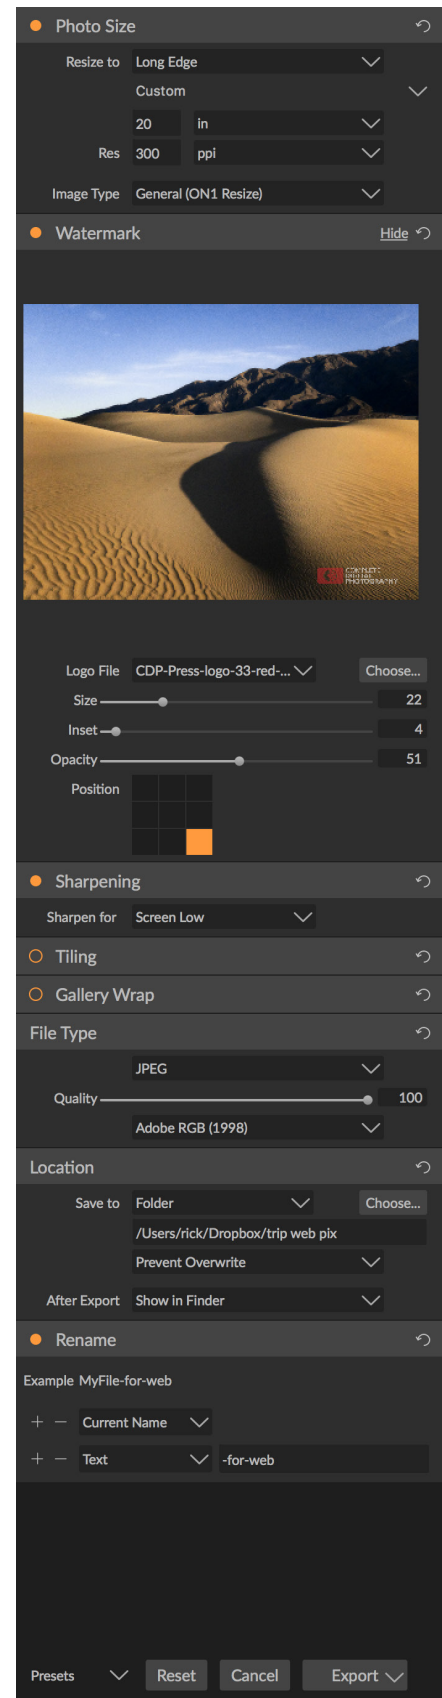 Photo Size
Resize to Long Edge
Custom
20 in
Res 300 ppi
Image Type General (ON1 Resize)
Watermark Hide
COMPLETE
DIGITAL
PHOTOGRAPHY
Logo File CDP-Press-logo-33-red-... Choose...
Size 22
Inset 4
Opacity 51
Position
Sharpening
Sharpen for Screen Low
Tiling
Gallery Wrap
File Type
JPEG
Quality 100
Adobe RGB (1998)
Location
Save to Folder Choose...
/Users/rick/Dropbox/trip web pix
Prevent Overwrite
After Export Show in Finder
Rename
Example MyFile-for-web
+ − Current Name
+ − Text -for-web
Presets Reset Cancel Export